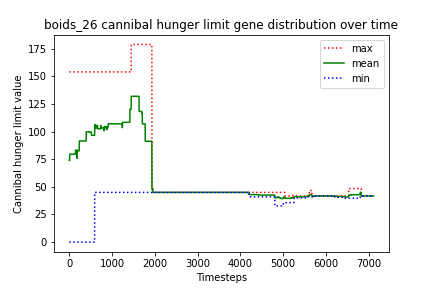 boids_26 cannibal hunger limit gene distribution over time
max
mean
min
Cannibal hunger limit value
175
150
125
100
75
50
25
0
0 1000 2000 3000 4000 5000 6000 7000
Timesteps